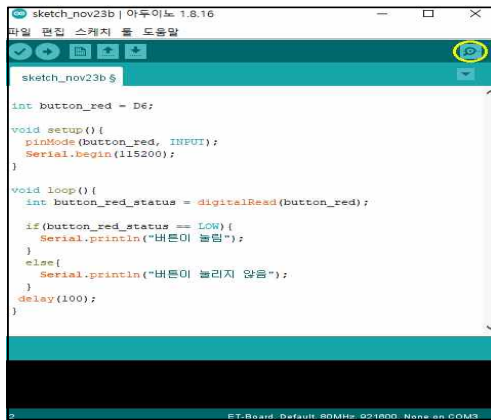 sketch_nov23b | 아두이노 1.8.16
파일 편집 스케치 툴 도움말
sketch_nov23b §
int button_red = D6;
void setup(){
pinMode(button_red, INPUT);
Serial.begin(115200);
}
void loop(){
int button_red_status = digitalRead(button_red);
if(button_red_status == LOW){
Serial.println("버튼이 눌림");
}
else{
Serial.println("버튼이 눌리지 않음");
}
delay(100);
}
2 ET-Board, Default, 80MHz, 921600, None on COM3